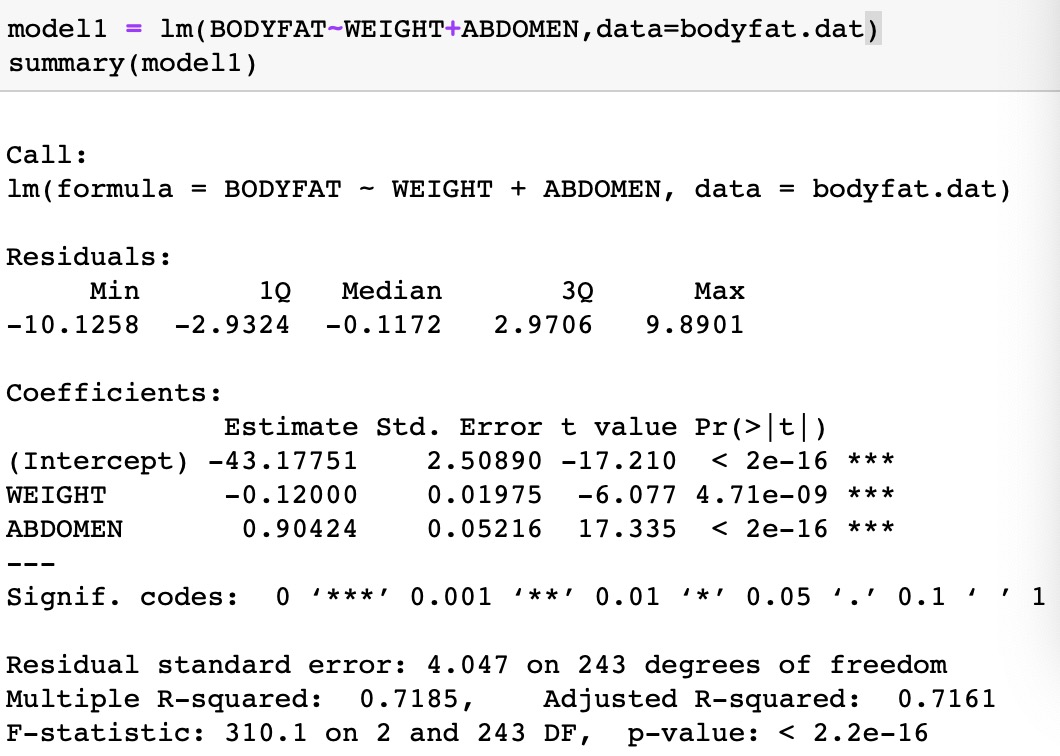 model1 = lm(BODYFAT~WEIGHT+ABDOMEN,data=bodyfat.dat)
summary(model1)
Call:
lm(formula = BODYFAT ~ WEIGHT + ABDOMEN, data = bodyfat.dat)
Residuals:
     Min       1Q   Median       3Q      Max
-10.1258  -2.9324  -0.1172   2.9706   9.8901
Coefficients:
             Estimate Std. Error t value Pr(>|t|)
(Intercept) -43.17751    2.50890 -17.210  < 2e-16 ***
WEIGHT       -0.12000    0.01975  -6.077 4.71e-09 ***
ABDOMEN       0.90424    0.05216  17.335  < 2e-16 ***
---
Signif. codes:  0 ‘***’ 0.001 ‘**’ 0.01 ‘*’ 0.05 ‘.’ 0.1 ‘ ’ 1
Residual standard error: 4.047 on 243 degrees of freedom
Multiple R-squared:  0.7185,    Adjusted R-squared:  0.7161
F-statistic: 310.1 on 2 and 243 DF,  p-value: < 2.2e-16